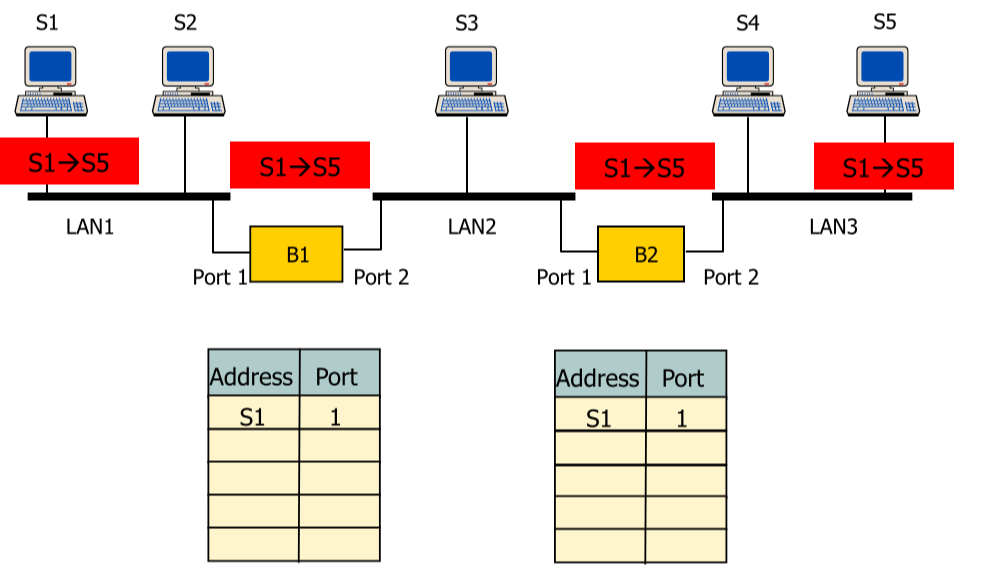 S1 S2 S3 S4 S5
S1→S5 S1→S5 S1→S5 S1→S5
LAN1 LAN2 LAN3
B1 B2
Port 1 Port 2 Port 1 Port 2
Address Port Address Port
S1 1 S1 1